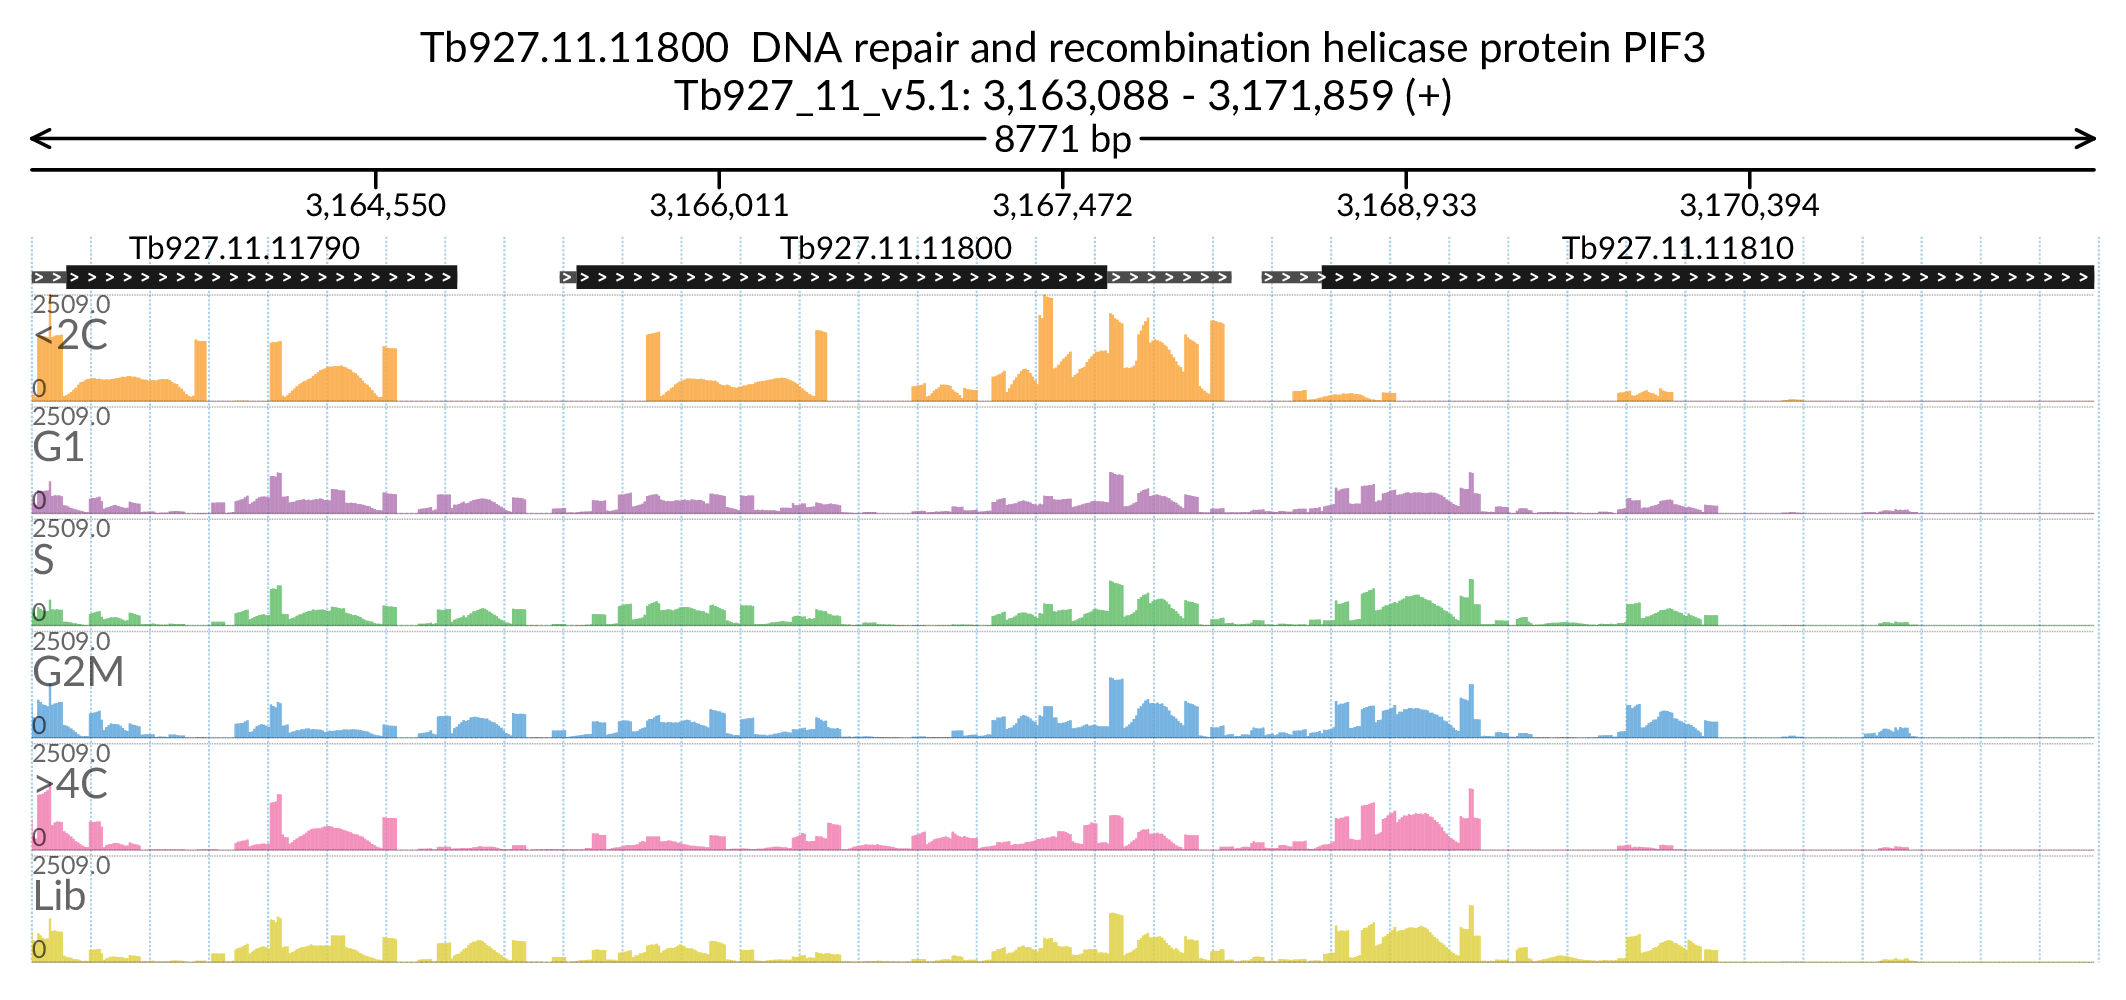 Tb927.11.11800  DNA repair and recombination helicase protein PIF3
Tb927_11_v5.1: 3,163,088 - 3,171,859 (+)
8771 bp
3,164,550 3,166,011 3,167,472 3,168,933 3,170,394
Tb927.11.11790 Tb927.11.11800 Tb927.11.11810
2509.0
<2C
0
2509.0
G1
0
2509.0
S
0
2509.0
G2M
0
2509.0
>4C
0
2509.0
Lib
0